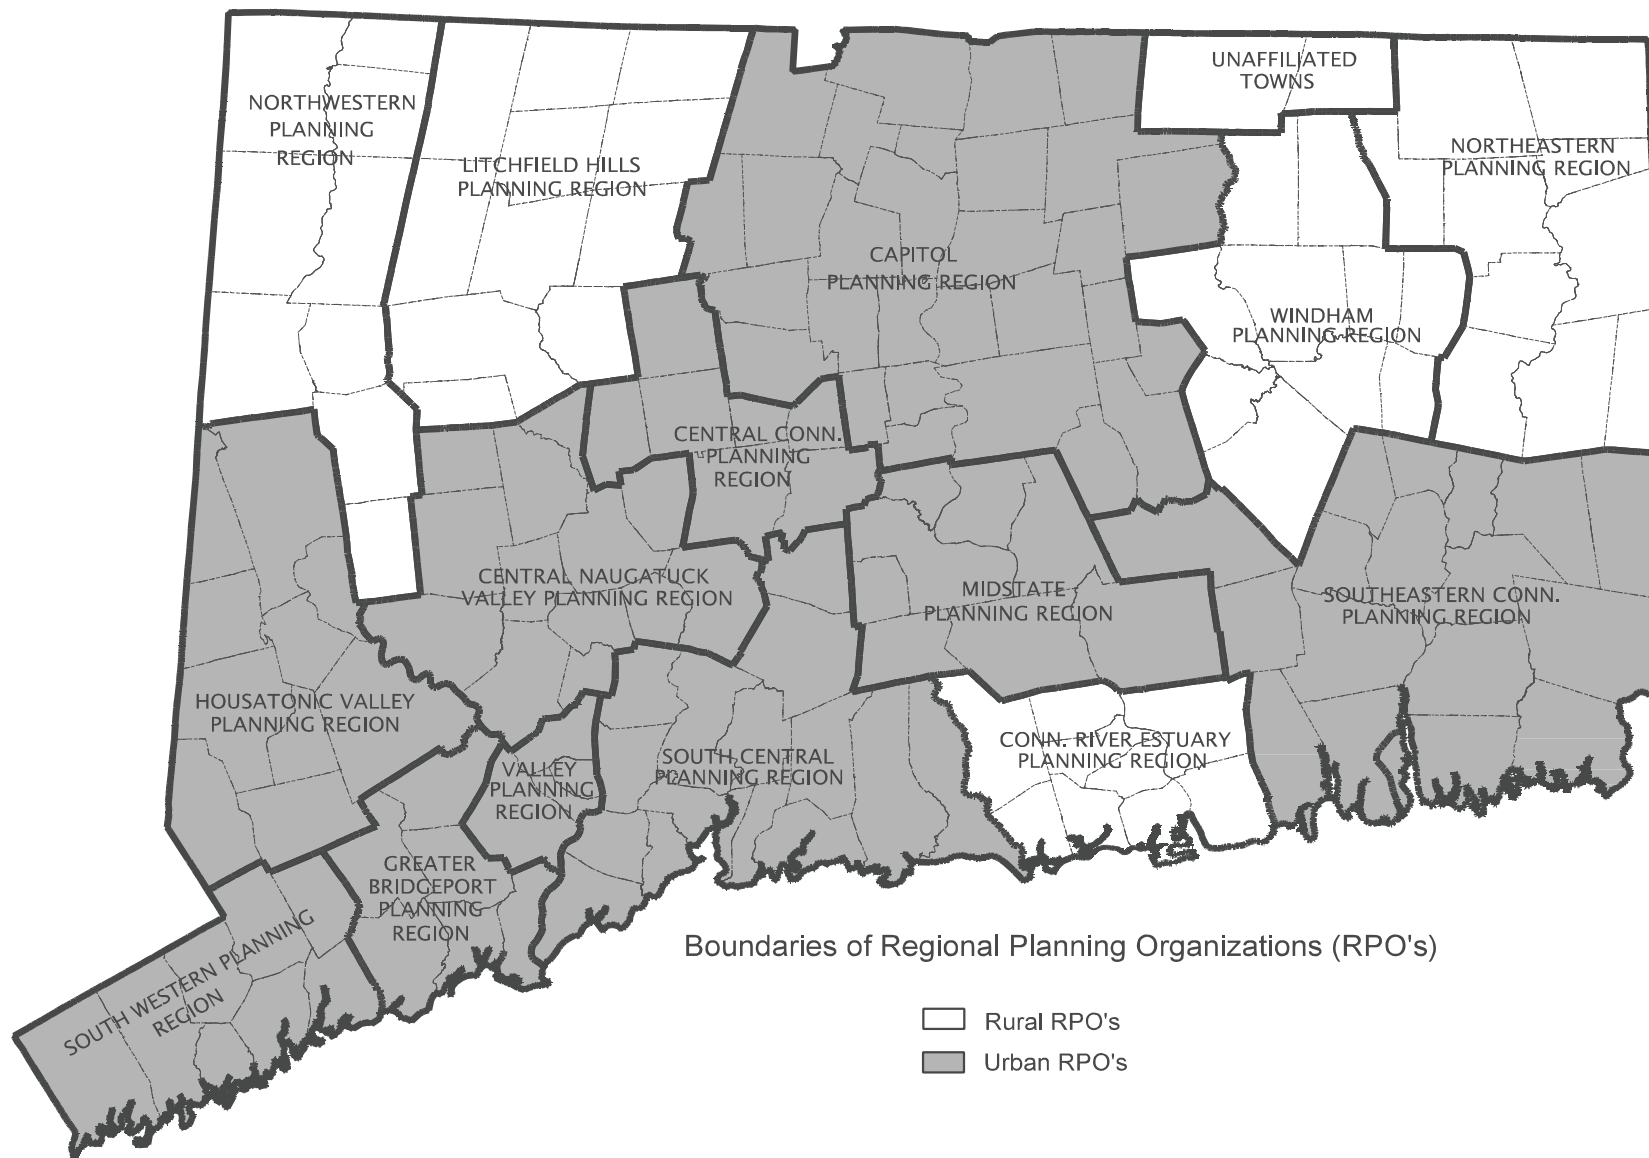 UNAFFILIATED
TOWNS
NORTHWESTERN
PLANNING
REGION
LITCHFIELD HILLS
PLANNING REGION
NORTHEASTERN
PLANNING REGION
CAPITOL
PLANNING REGION
WINDHAM
PLANNING REGION
CENTRAL CONN.
PLANNING
REGION
CENTRAL NAUGATUCK
VALLEY PLANNING REGION
MIDSTATE
PLANNING REGION
SOUTHEASTERN CONN.
PLANNING REGION
HOUSATONIC VALLEY
PLANNING REGION
VALLEY
PLANNING
REGION
SOUTH CENTRAL
PLANNING REGION
CONN. RIVER ESTUARY
PLANNING REGION
GREATER
BRIDGEPORT
PLANNING
REGION
SOUTH WESTERN PLANNING
REGION
Boundaries of Regional Planning Organizations (RPO's)
Rural RPO's
Urban RPO's